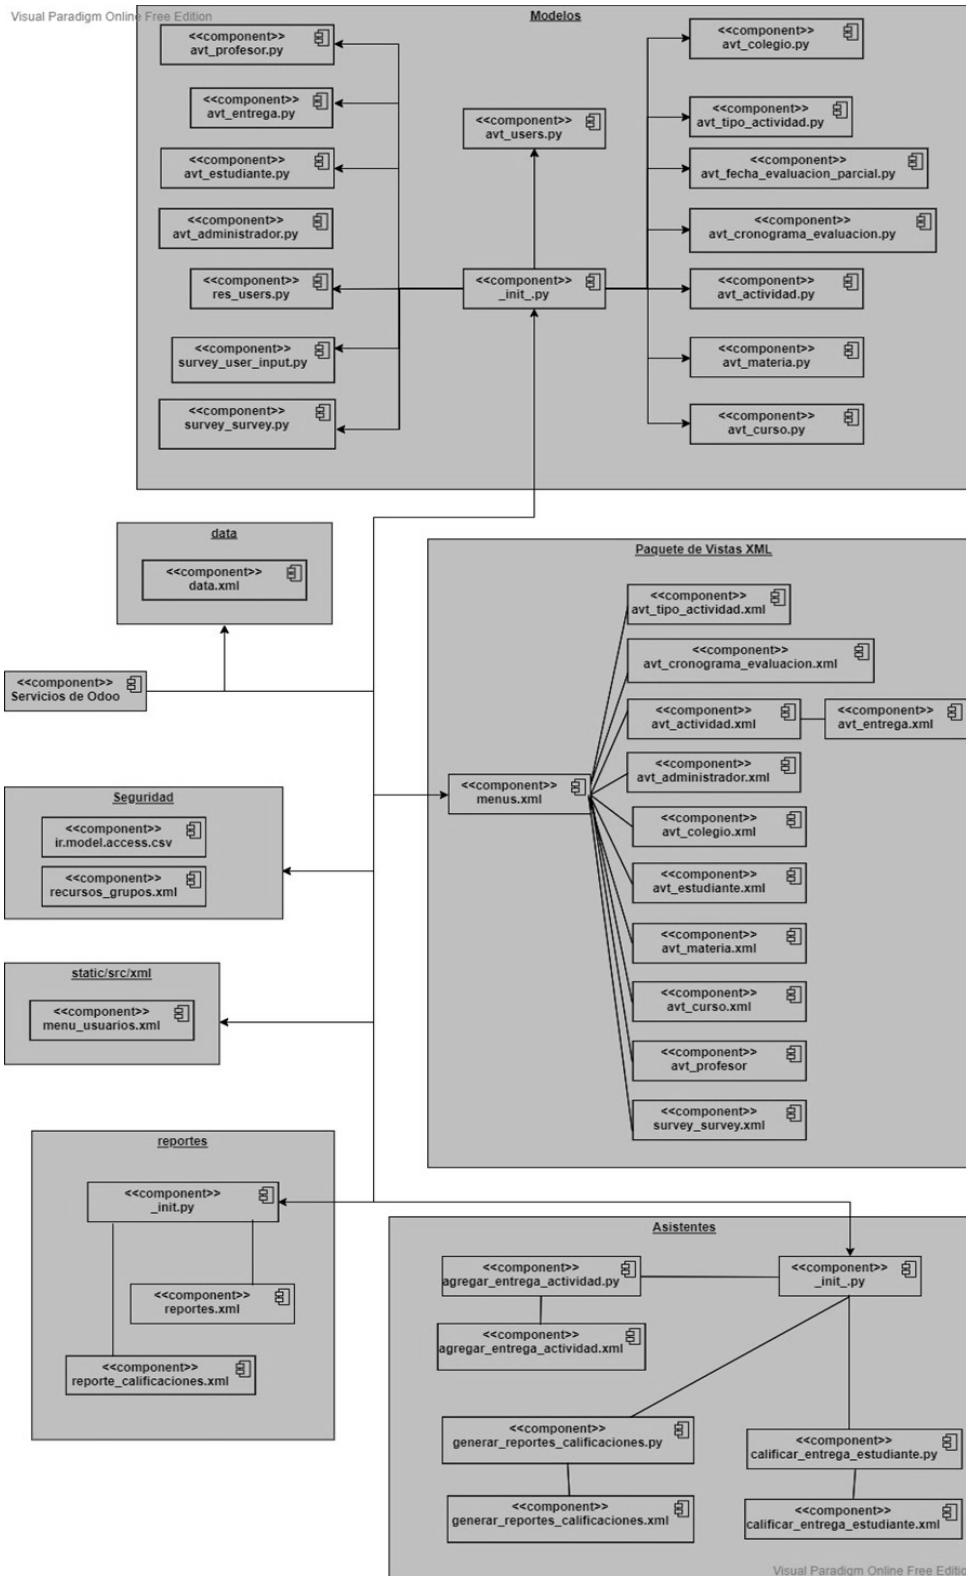 Visual Paradigm Online Free Edition
Modelos
<<component>>
avt_profesor.py
<<component>>
avt_entrega.py
<<component>>
avt_estudiante.py
<<component>>
avt_administrador.py
<<component>>
res_users.py
<<component>>
survey_user_input.py
<<component>>
survey_survey.py
<<component>>
avt_users.py
<<component>>
_init_.py
<<component>>
avt_colegio.py
<<component>>
avt_tipo_actividad.py
<<component>>
avt_fecha_evaluacion_parcial.py
<<component>>
avt_cronograma_evaluacion.py
<<component>>
avt_actividad.py
<<component>>
avt_materia.py
<<component>>
avt_curso.py
data
<<component>>
data.xml
<<component>>
Servicios de Odoo
Seguridad
<<component>>
ir.model.access.csv
<<component>>
recursos_grupos.xml
static/src/xml
<<component>>
menu_usuarios.xml
Paquete de Vistas XML
<<component>>
menus.xml
<<component>>
avt_tipo_actividad.xml
<<component>>
avt_cronograma_evaluacion.xml
<<component>>
avt_actividad.xml
<<component>>
avt_entrega.xml
<<component>>
avt_administrador.xml
<<component>>
avt_colegio.xml
<<component>>
avt_estudiante.xml
<<component>>
avt_materia.xml
<<component>>
avt_curso.xml
<<component>>
avt_profesor
<<component>>
survey_survey.xml
reportes
<<component>>
_init.py
<<component>>
reportes.xml
<<component>>
reporte_calificaciones.xml
Asistentes
<<component>>
agregar_entrega_actividad.py
<<component>>
_init_.py
<<component>>
agregar_entrega_actividad.xml
<<component>>
generar_reportes_calificaciones.py
<<component>>
calificar_entrega_estudiante.py
<<component>>
generar_reportes_calificaciones.xml
<<component>>
calificar_entrega_estudiante.xml
Visual Paradigm Online Free Editio